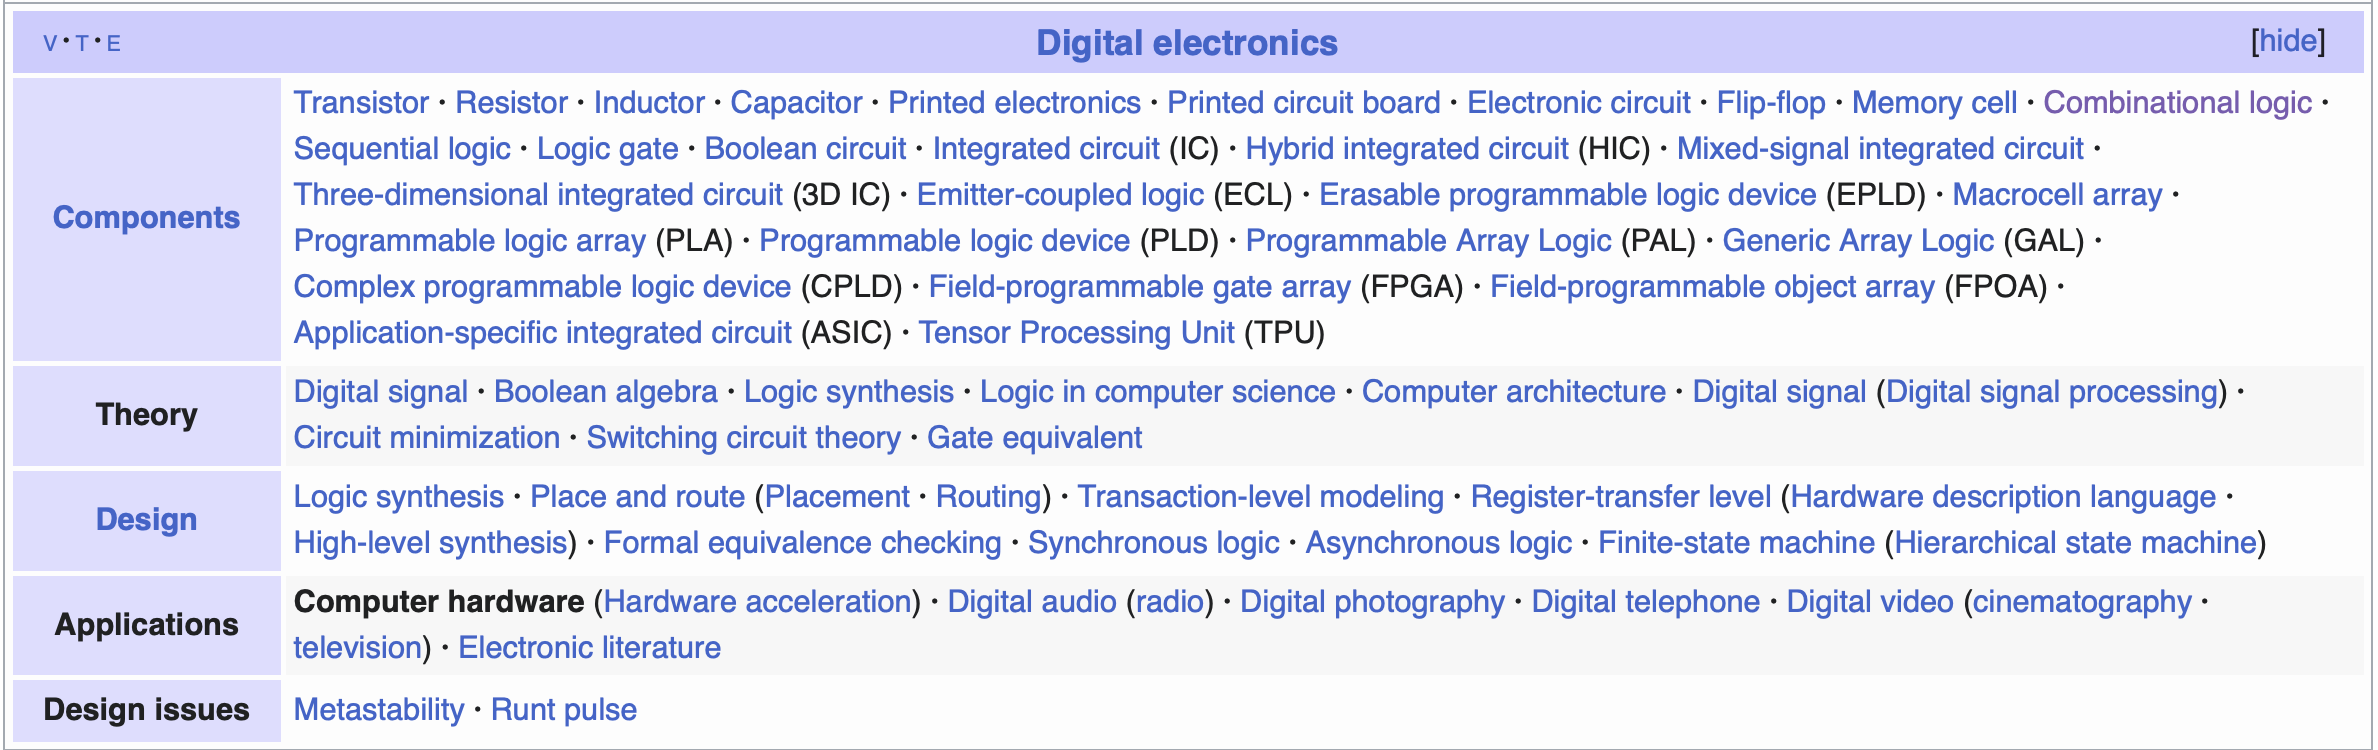 V · T · E
Digital electronics
[hide]
Components
Transistor · Resistor · Inductor · Capacitor · Printed electronics · Printed circuit board · Electronic circuit · Flip-flop · Memory cell · Combinational logic ·
Sequential logic · Logic gate · Boolean circuit · Integrated circuit (IC) · Hybrid integrated circuit (HIC) · Mixed-signal integrated circuit ·
Three-dimensional integrated circuit (3D IC) · Emitter-coupled logic (ECL) · Erasable programmable logic device (EPLD) · Macrocell array ·
Programmable logic array (PLA) · Programmable logic device (PLD) · Programmable Array Logic (PAL) · Generic Array Logic (GAL) ·
Complex programmable logic device (CPLD) · Field-programmable gate array (FPGA) · Field-programmable object array (FPOA) ·
Application-specific integrated circuit (ASIC) · Tensor Processing Unit (TPU)
Theory
Digital signal · Boolean algebra · Logic synthesis · Logic in computer science · Computer architecture · Digital signal (Digital signal processing) ·
Circuit minimization · Switching circuit theory · Gate equivalent
Design
Logic synthesis · Place and route (Placement · Routing) · Transaction-level modeling · Register-transfer level (Hardware description language ·
High-level synthesis) · Formal equivalence checking · Synchronous logic · Asynchronous logic · Finite-state machine (Hierarchical state machine)
Applications
Computer hardware (Hardware acceleration) · Digital audio (radio) · Digital photography · Digital telephone · Digital video (cinematography ·
television) · Electronic literature
Design issues
Metastability · Runt pulse